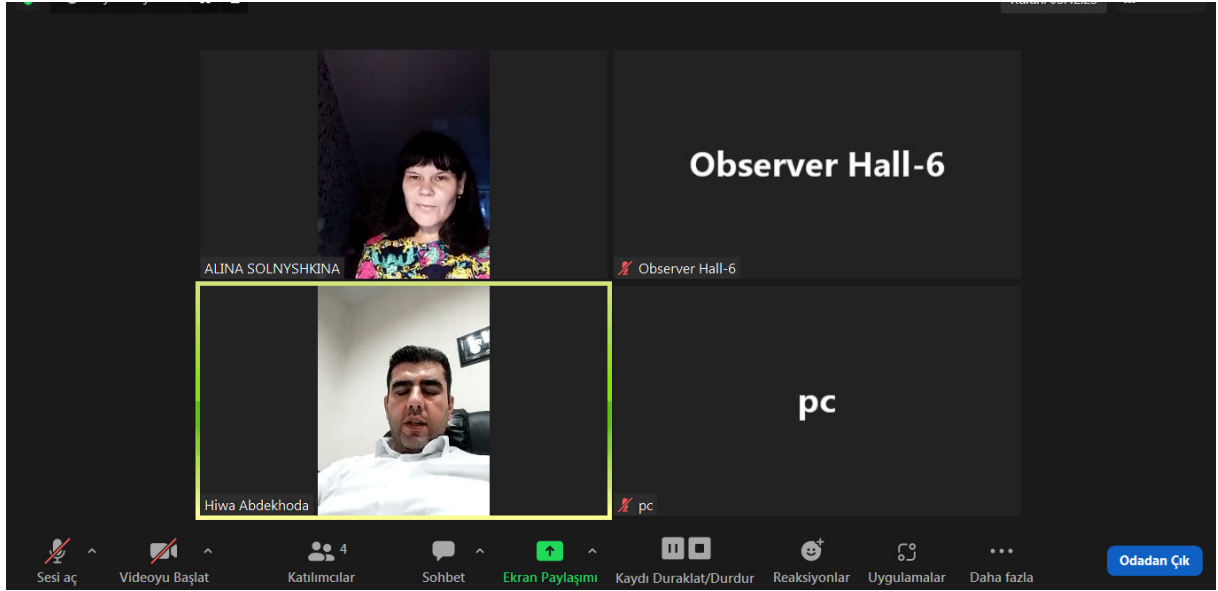 Observer Hall-6
ALINA SOLNYSHKINA
Observer Hall-6
pc
Hiwa Abdekhoda
pc
4
Sesi aç
Videoyu Başlat
Katılımcılar
Sohbet
Ekran Paylaşımı
Kaydı Duraklat/Durdur
Reaksiyonlar
Uygulamalar
Daha fazla
Odadan Çık